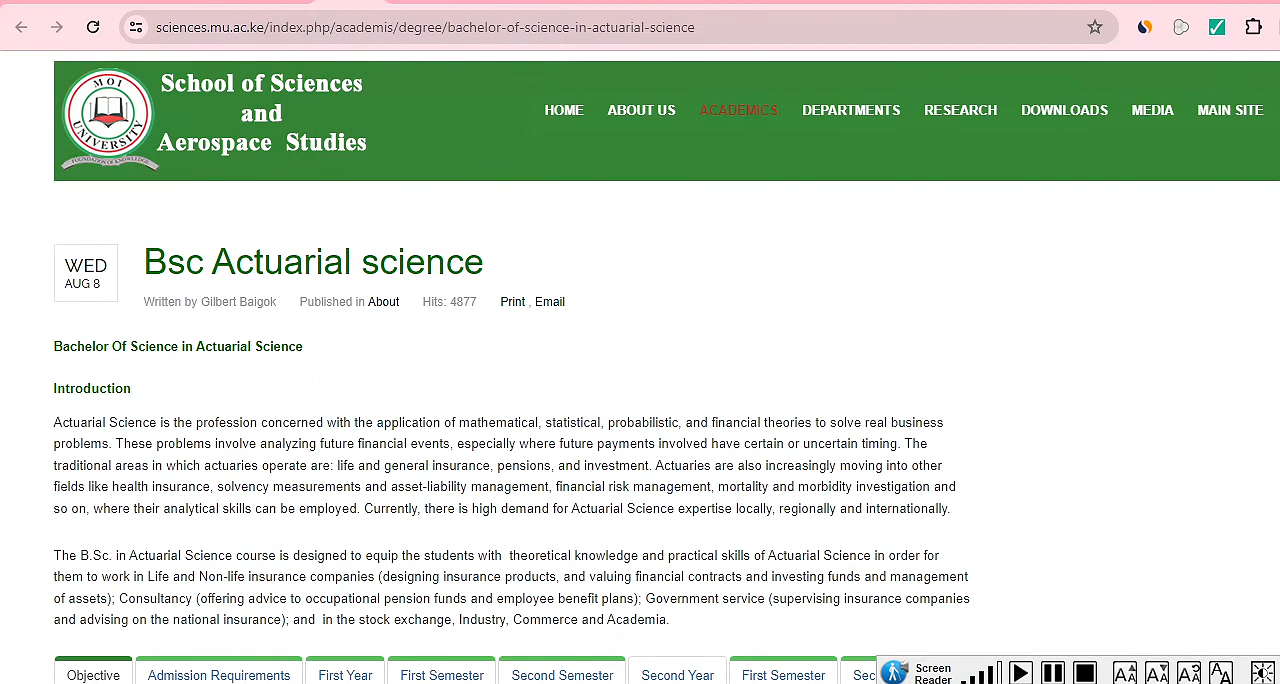 sciences.mu.ac.ke/index.php/academis/degree/bachelor-of-science-in-actuarial-science
MOI UNIVERSITY
FOUNDATION OF KNOWLEDGE
School of Sciences
and
Aerospace Studies
HOME ABOUT US ACADEMICS DEPARTMENTS RESEARCH DOWNLOADS MEDIA MAIN SITE
WED
AUG 8
Bsc Actuarial science
Written by Gilbert Baigok Published in About Hits: 4877 Print , Email
Bachelor Of Science in Actuarial Science
Introduction
Actuarial Science is the profession concerned with the application of mathematical, statistical, probabilistic, and financial theories to solve real business
problems. These problems involve analyzing future financial events, especially where future payments involved have certain or uncertain timing. The
traditional areas in which actuaries operate are: life and general insurance, pensions, and investment. Actuaries are also increasingly moving into other
fields like health insurance, solvency measurements and asset-liability management, financial risk management, mortality and morbidity investigation and
so on, where their analytical skills can be employed. Currently, there is high demand for Actuarial Science expertise locally, regionally and internationally.
The B.Sc. in Actuarial Science course is designed to equip the students with theoretical knowledge and practical skills of Actuarial Science in order for
them to work in Life and Non-life insurance companies (designing insurance products, and valuing financial contracts and investing funds and management
of assets); Consultancy (offering advice to occupational pension funds and employee benefit plans); Government service (supervising insurance companies
and advising on the national insurance); and in the stock exchange, Industry, Commerce and Academia.
Objective Admission Requirements First Year First Semester Second Semester Second Year First Semester Sec
Screen
Reader